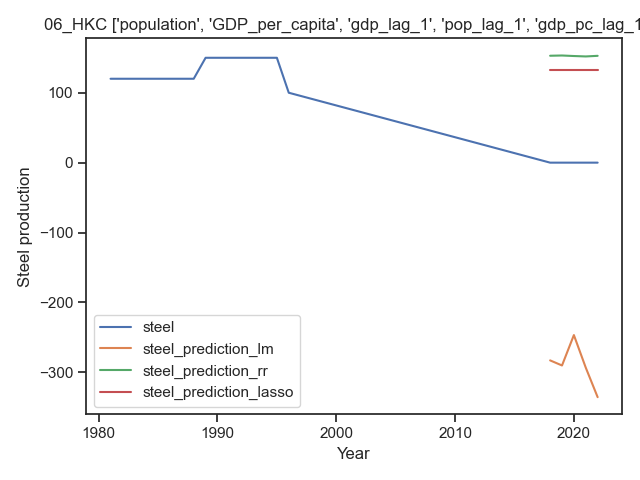 06_HKC ['population', 'GDP_per_capita', 'gdp_lag_1', 'pop_lag_1', 'gdp_pc_lag_1
100
0
−100
−200
−300
Steel production
steel
steel_prediction_lm
steel_prediction_rr
steel_prediction_lasso
1980
1990
2000
2010
2020
Year